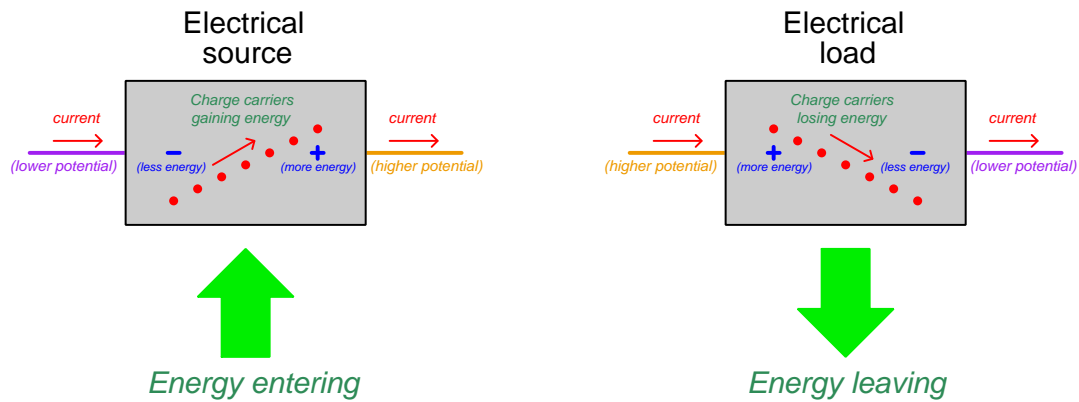 Electrical
source
Charge carriers
gaining energy
current
current
(lower potential)
−
(less energy)
+
(more energy)
(higher potential)
Energy entering
Electrical
load
Charge carriers
losing energy
current
current
(higher potential)
+
(more energy)
−
(less energy)
(lower potential)
Energy leaving